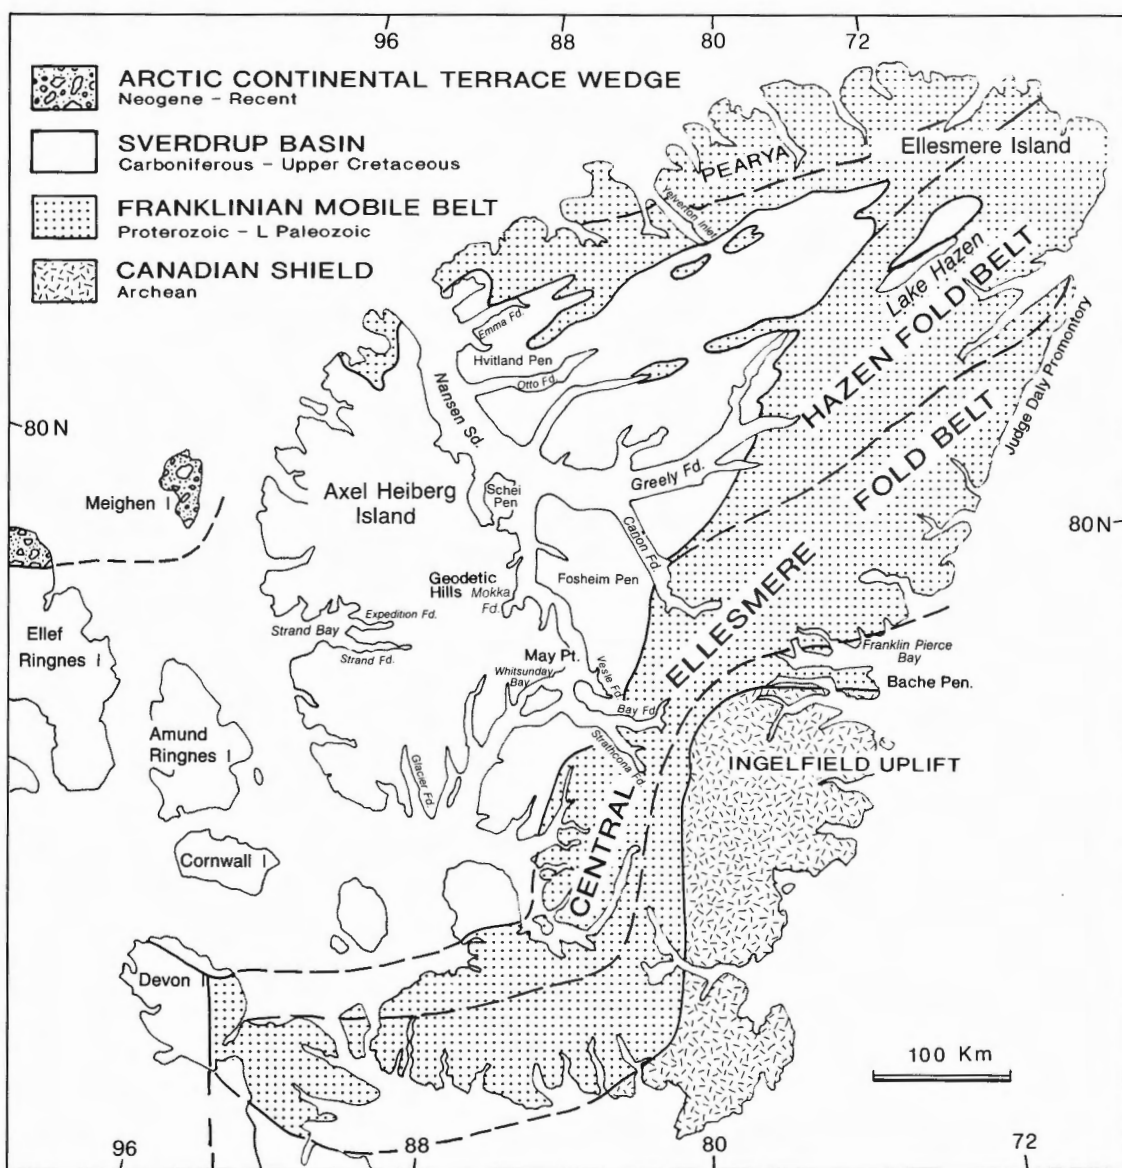 96 88 80 72
ARCTIC CONTINENTAL TERRACE WEDGE
Neogene – Recent
SVERDRUP BASIN
Carboniferous – Upper Cretaceous
FRANKLINIAN MOBILE BELT
Proterozoic – L Paleozoic
CANADIAN SHIELD
Archean
Ellesmere Island
PEARYA
Yelverton Inlet
Lake Hazen
HAZEN FOLD BELT
Emma Fd.
Hvitland Pen
Otto Fd.
Nansen Sd.
Judge Daly Promontory
80 N
Greely Fd.
CENTRAL ELLESMERE FOLD BELT
Meighen I
Axel Heiberg
Island
Schei
Pen
80 N
Cañon Fd.
Geodetic
Hills
Mokka
Fd.
Fosheim Pen
Expedition Fd.
Strand Bay
Strand Fd.
Ellef
Ringnes I
May Pt.
Whitsunday
Bay
Vesle Fd
Bay Fd
Franklin Pierce
Bay
Bache Pen.
Amund
Ringnes I
Strathcona Fd
Glacier Fd
INGELFIELD UPLIFT
Cornwall I
Devon I
100 Km
96 88 80 72